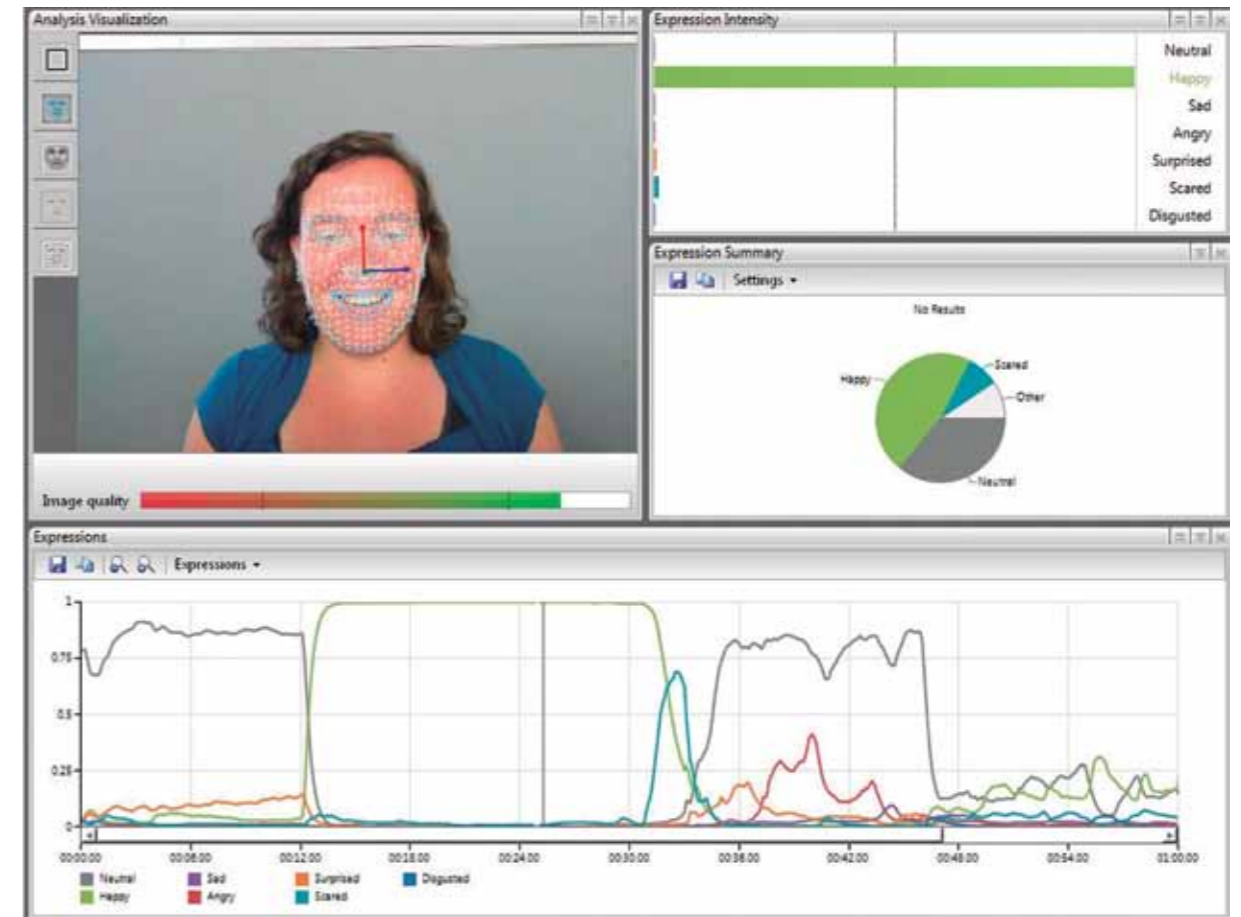 Analysis Visualization
Image quality
Expression Intensity
Neutral
Happy
Sad
Angry
Surprised
Scared
Disgusted
Expression Summary
Settings
No Results
Happy
Scared
Other
Neutral
Expressions
Expressions
1
0.75
0.5
0.25
0
00:00.00 00:06.00 00:12.00 00:18.00 00:24.00 00:30.00 00:36.00 00:42.00 00:48.00 00:54.00 01:00.00
Neutral Sad Surprised Disgusted
Happy Angry Scared